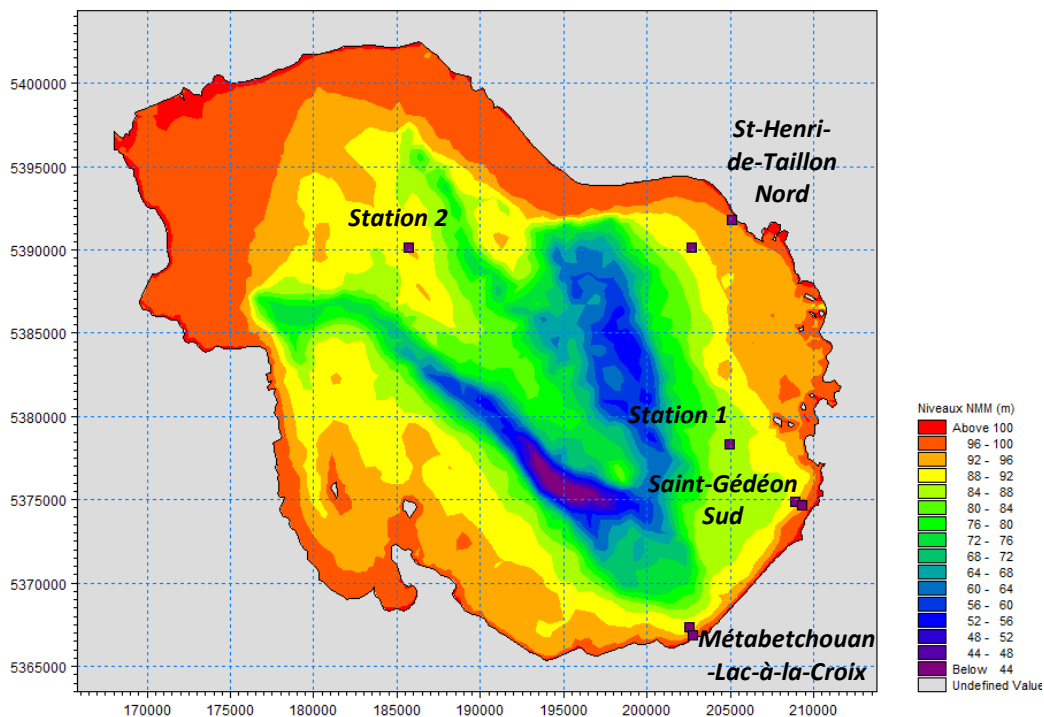 5400000
5395000
5390000
5385000
5380000
5375000
5370000
5365000
170000 175000 180000 185000 190000 195000 200000 205000 210000
St-Henri-
de-Taillon
Nord
Station 2
Station 1
Saint-Gédéon
Sud
Métabetchouan
-Lac-à-la-Croix
Niveaux NMM (m)
Above 100
96 - 100
92 - 96
88 - 92
84 - 88
80 - 84
76 - 80
72 - 76
68 - 72
64 - 68
60 - 64
56 - 60
52 - 56
48 - 52
44 - 48
Below 44
Undefined Value